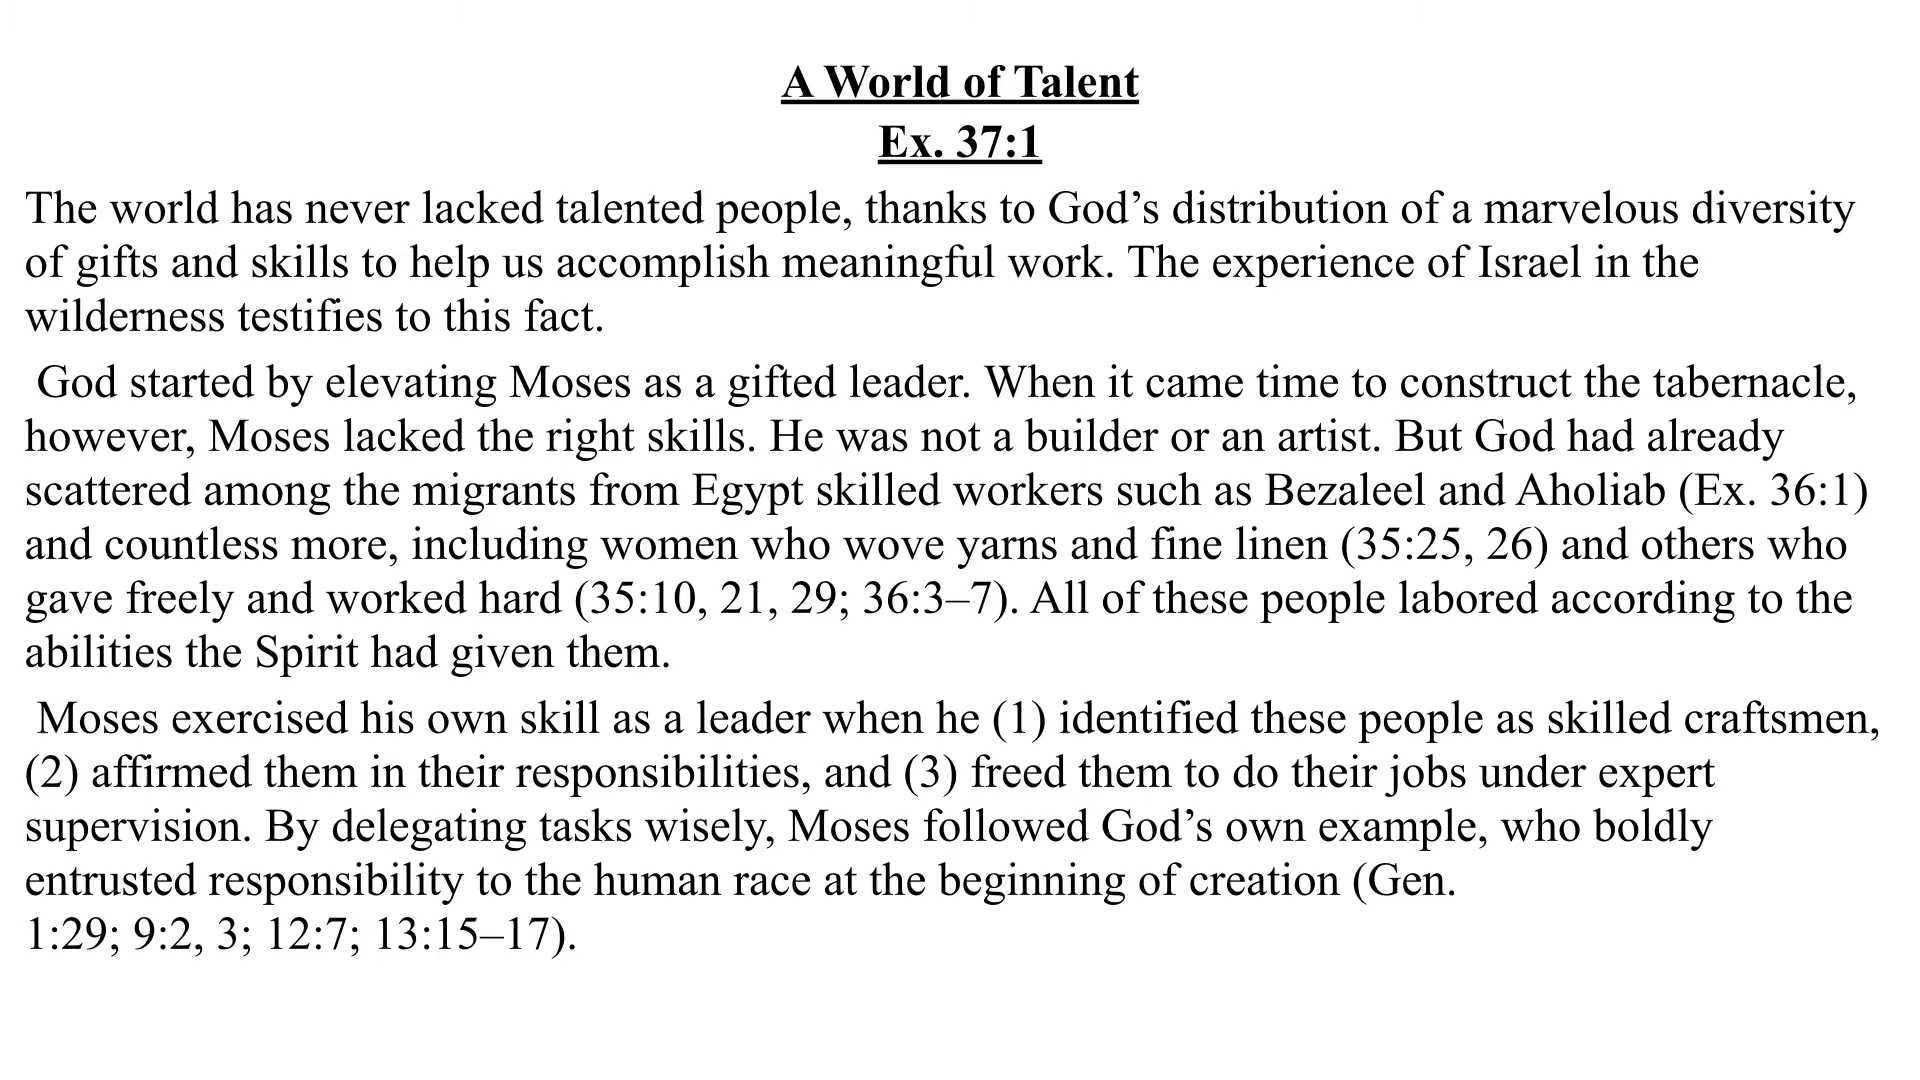 A World of Talent
Ex. 37:1
The world has never lacked talented people, thanks to God’s distribution of a marvelous diversity
of gifts and skills to help us accomplish meaningful work. The experience of Israel in the
wilderness testifies to this fact.
God started by elevating Moses as a gifted leader. When it came time to construct the tabernacle,
however, Moses lacked the right skills. He was not a builder or an artist. But God had already
scattered among the migrants from Egypt skilled workers such as Bezaleel and Aholiab (Ex. 36:1)
and countless more, including women who wove yarns and fine linen (35:25, 26) and others who
gave freely and worked hard (35:10, 21, 29; 36:3–7). All of these people labored according to the
abilities the Spirit had given them.
Moses exercised his own skill as a leader when he (1) identified these people as skilled craftsmen,
(2) affirmed them in their responsibilities, and (3) freed them to do their jobs under expert
supervision. By delegating tasks wisely, Moses followed God’s own example, who boldly
entrusted responsibility to the human race at the beginning of creation (Gen.
1:29; 9:2, 3; 12:7; 13:15–17).